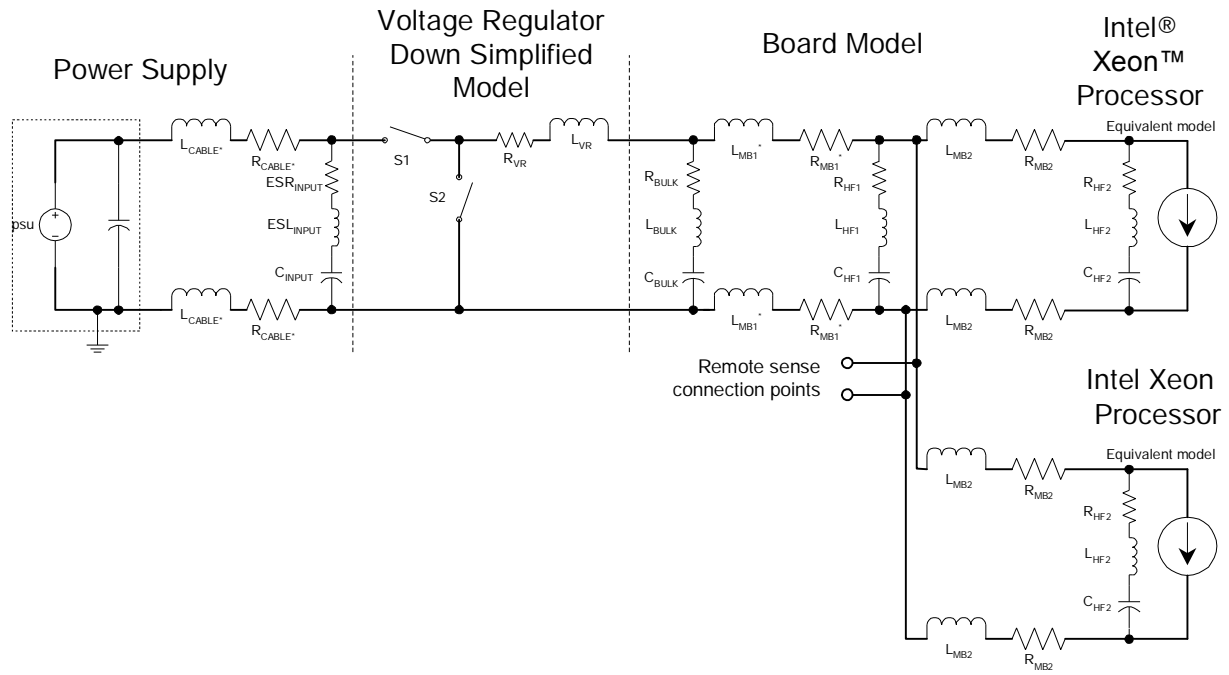 Voltage Regulator
Down Simplified
Model
Power Supply
Board Model
Intel®
Xeon™
Processor
Equivalent model
psu
LCABLE*
RCABLE*
ESRINPUT
ESLINPUT
CINPUT
LCABLE*
RCABLE*
S1
S2
RVR
LVR
RBULK
LBULK
CBULK
LMB1*
RMB1*
RHF1
LHF1
CHF1
LMB1*
RMB1*
LMB2
RMB2
RHF2
LHF2
CHF2
LMB2
RMB2
Remote sense
connection points
Intel Xeon
Processor
Equivalent model
LMB2
RMB2
RHF2
LHF2
CHF2
LMB2
RMB2